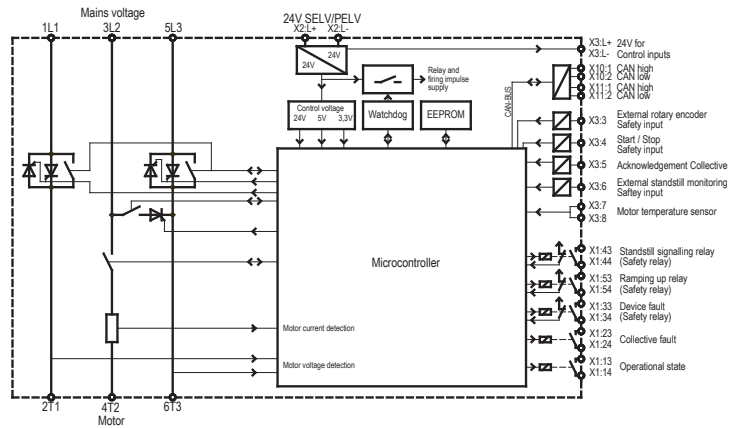 Mains voltage
1L1
3L2
5L3
24V SELV/PELV
X2:L+
X2:L-
24V
24V
Relay and
firing impulse
supply
Control voltage
24V
5V
3,3V
Watchdog
EEPROM
CAN-BUS
Microcontroller
Motor current detection
Motor voltage detection
2T1
4T2
6T3
Motor
X3:L+ 24V for
X3:L- Control inputs
X10:1 CAN high
X10:2 CAN low
X11:1 CAN high
X11:2 CAN low
X3:3
External rotary encoder
Safety input
X3:4
Start / Stop
Safety input
X3:5 Acknowledgement Collective
X3:6
External standstill monitoring
Saftey input
X3:7
X3:8
Motor temperature sensor
X1:43 Standstill signalling relay
X1:44 (Safety relay)
X1:53 Ramping up relay
X1:54 (Safety relay)
X1:33 Device fault
X1:34 (Safety relay)
X1:23
X1:24
Collective fault
X1:13
X1:14
Operational state